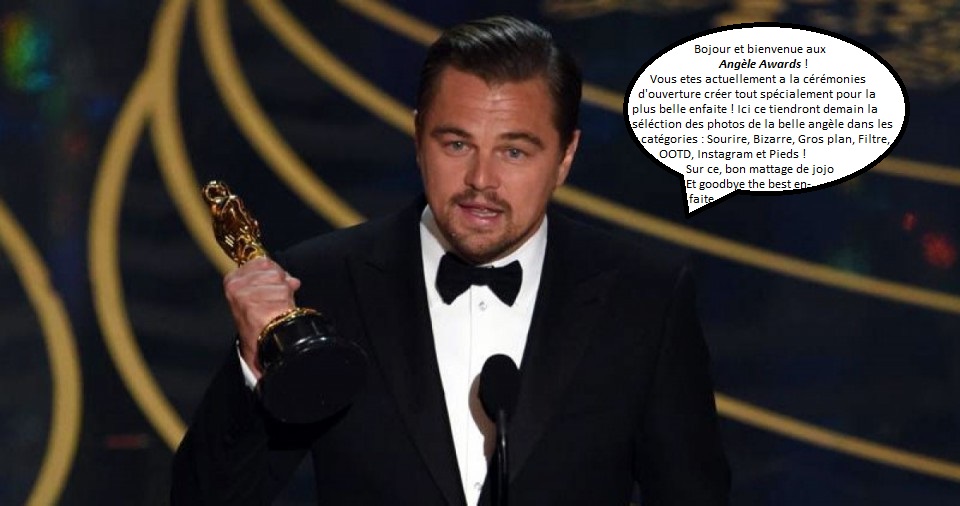 Bojour et bienvenue aux
Angèle Awards !
Vous etes actuellement a la cérémonies
d'ouverture créer tout spécialement pour la
plus belle enfaite ! Ici ce tiendront demain la
séléction des photos de la belle angèle dans les
catégories : Sourire, Bizarre, Gros plan, Filtre,
OOTD, Instagram et Pieds !
Sur ce, bon mattage de jojo
Et goodbye the best en-
faite